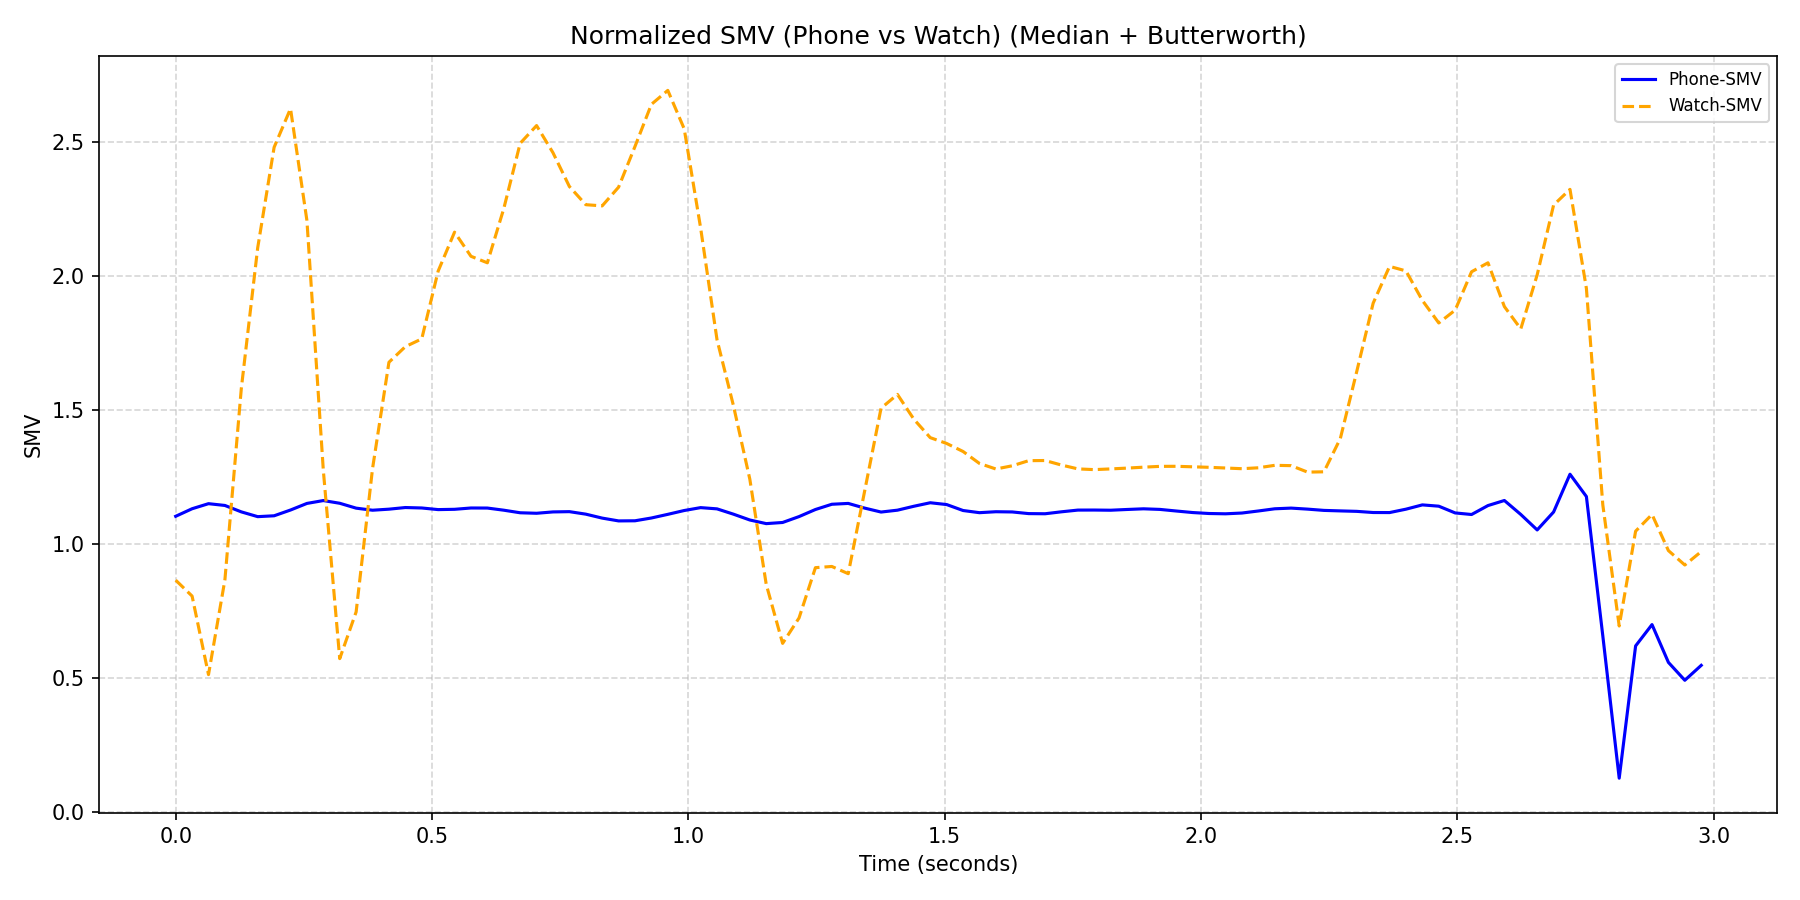 Normalized SMV (Phone vs Watch) (Median + Butterworth)
Phone-SMV
Watch-SMV
SMV
2.5
2.0
1.5
1.0
0.5
0.0
0.0 0.5 1.0 1.5 2.0 2.5 3.0
Time (seconds)